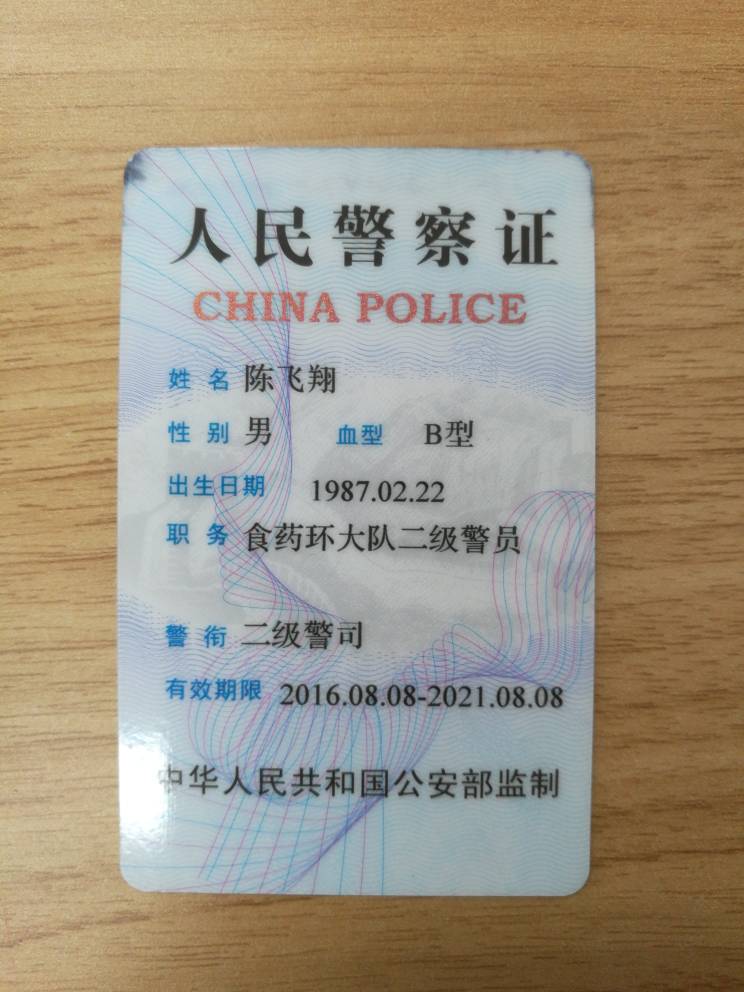 人民警察证
CHINA POLICE
姓 名 陈飞翔
性 别 男 血型 B型
出生日期 1987.02.22
职 务 食药环大队二级警员
警 衔 二级警司
有效期限 2016.08.08-2021.08.08
中华人民共和国公安部监制